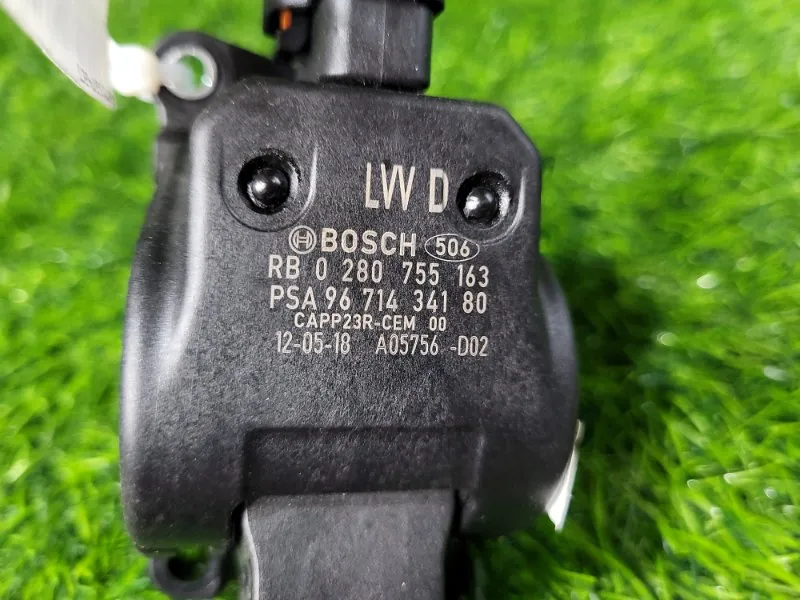 LW D
BOSCH 506
RB 0 280 755 163
PSA 96 714 341 80
CAPP23R-CEM 00
12-05-18 A05756 -D02